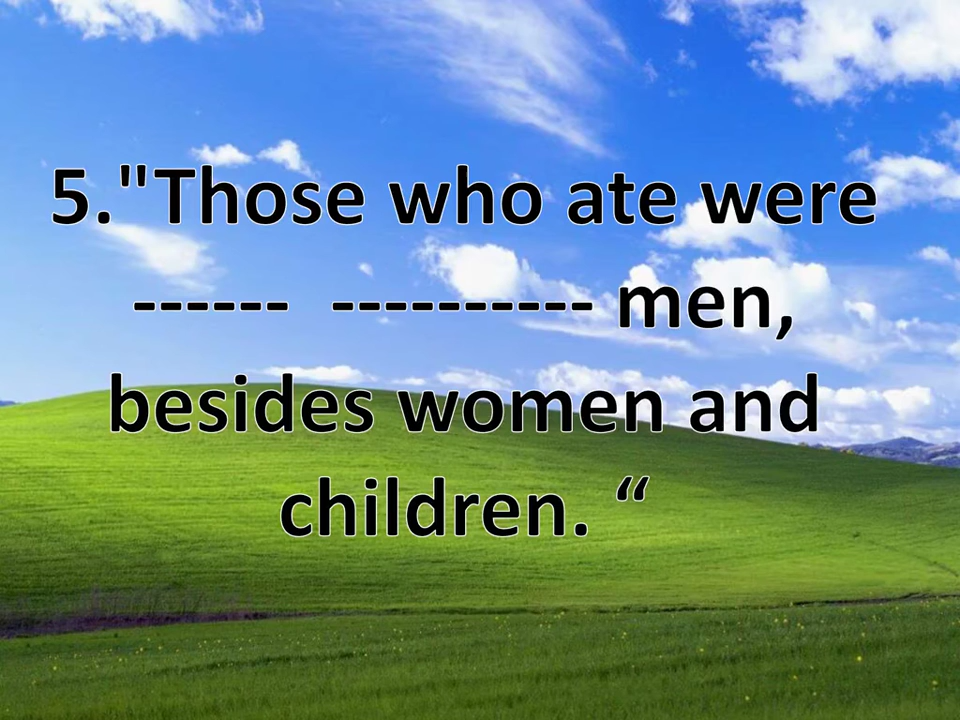 5."Those who ate were
------ ---------- men,
besides women and
children. “